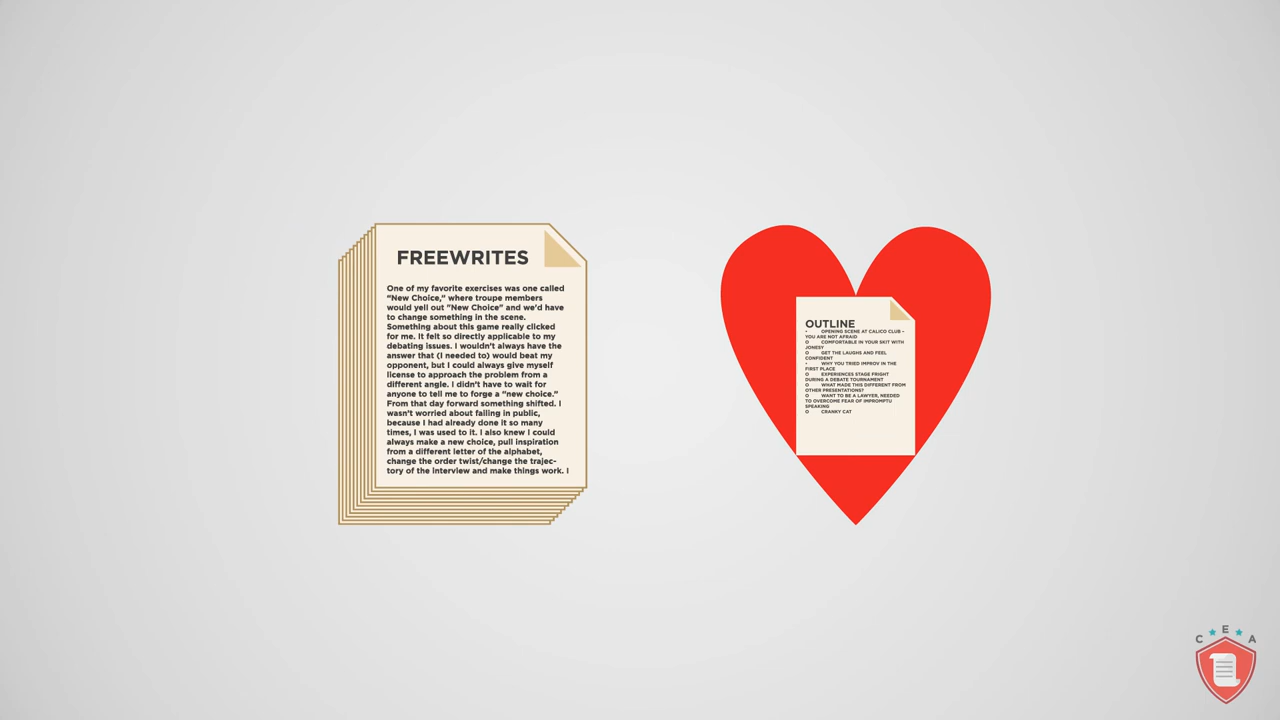 FREEWRITES
One of my favorite exercises was one called
"New Choice," where troupe members
would yell out "New Choice" and we'd have
to change something in the scene.
Something about this game really clicked
for me. It felt so directly applicable to my
debating issues. I wouldn't always have the
answer that (I needed to) would beat my
opponent, but I could always give myself
license to approach the problem from a
different angle. I didn't have to wait for
anyone to tell me to forge a "new choice."
From that day forward something shifted. I
wasn't worried about failing in public,
because I had already done it so many
times, I was used to it. I also knew I could
always make a new choice, pull inspiration
from a different letter of the alphabet,
change the order twist/change the trajec-
tory of the interview and make things work. I
OUTLINE
- OPENING SCENE AT CALICO CLUB –
YOU ARE NOT AFRAID
O COMFORTABLE IN YOUR SKIT WITH
JONESY
O GET THE LAUGHS AND FEEL
CONFIDENT
- WHY YOU TRIED IMPROV IN THE
FIRST PLACE
O EXPERIENCES STAGE FRIGHT
DURING A DEBATE TOURNAMENT
O WHAT MADE THIS DIFFERENT FROM
OTHER PRESENTATIONS?
O WANT TO BE A LAWYER, NEEDED
TO OVERCOME FEAR OF IMPROMPTU
SPEAKING
O CRANKY CAT
C E A